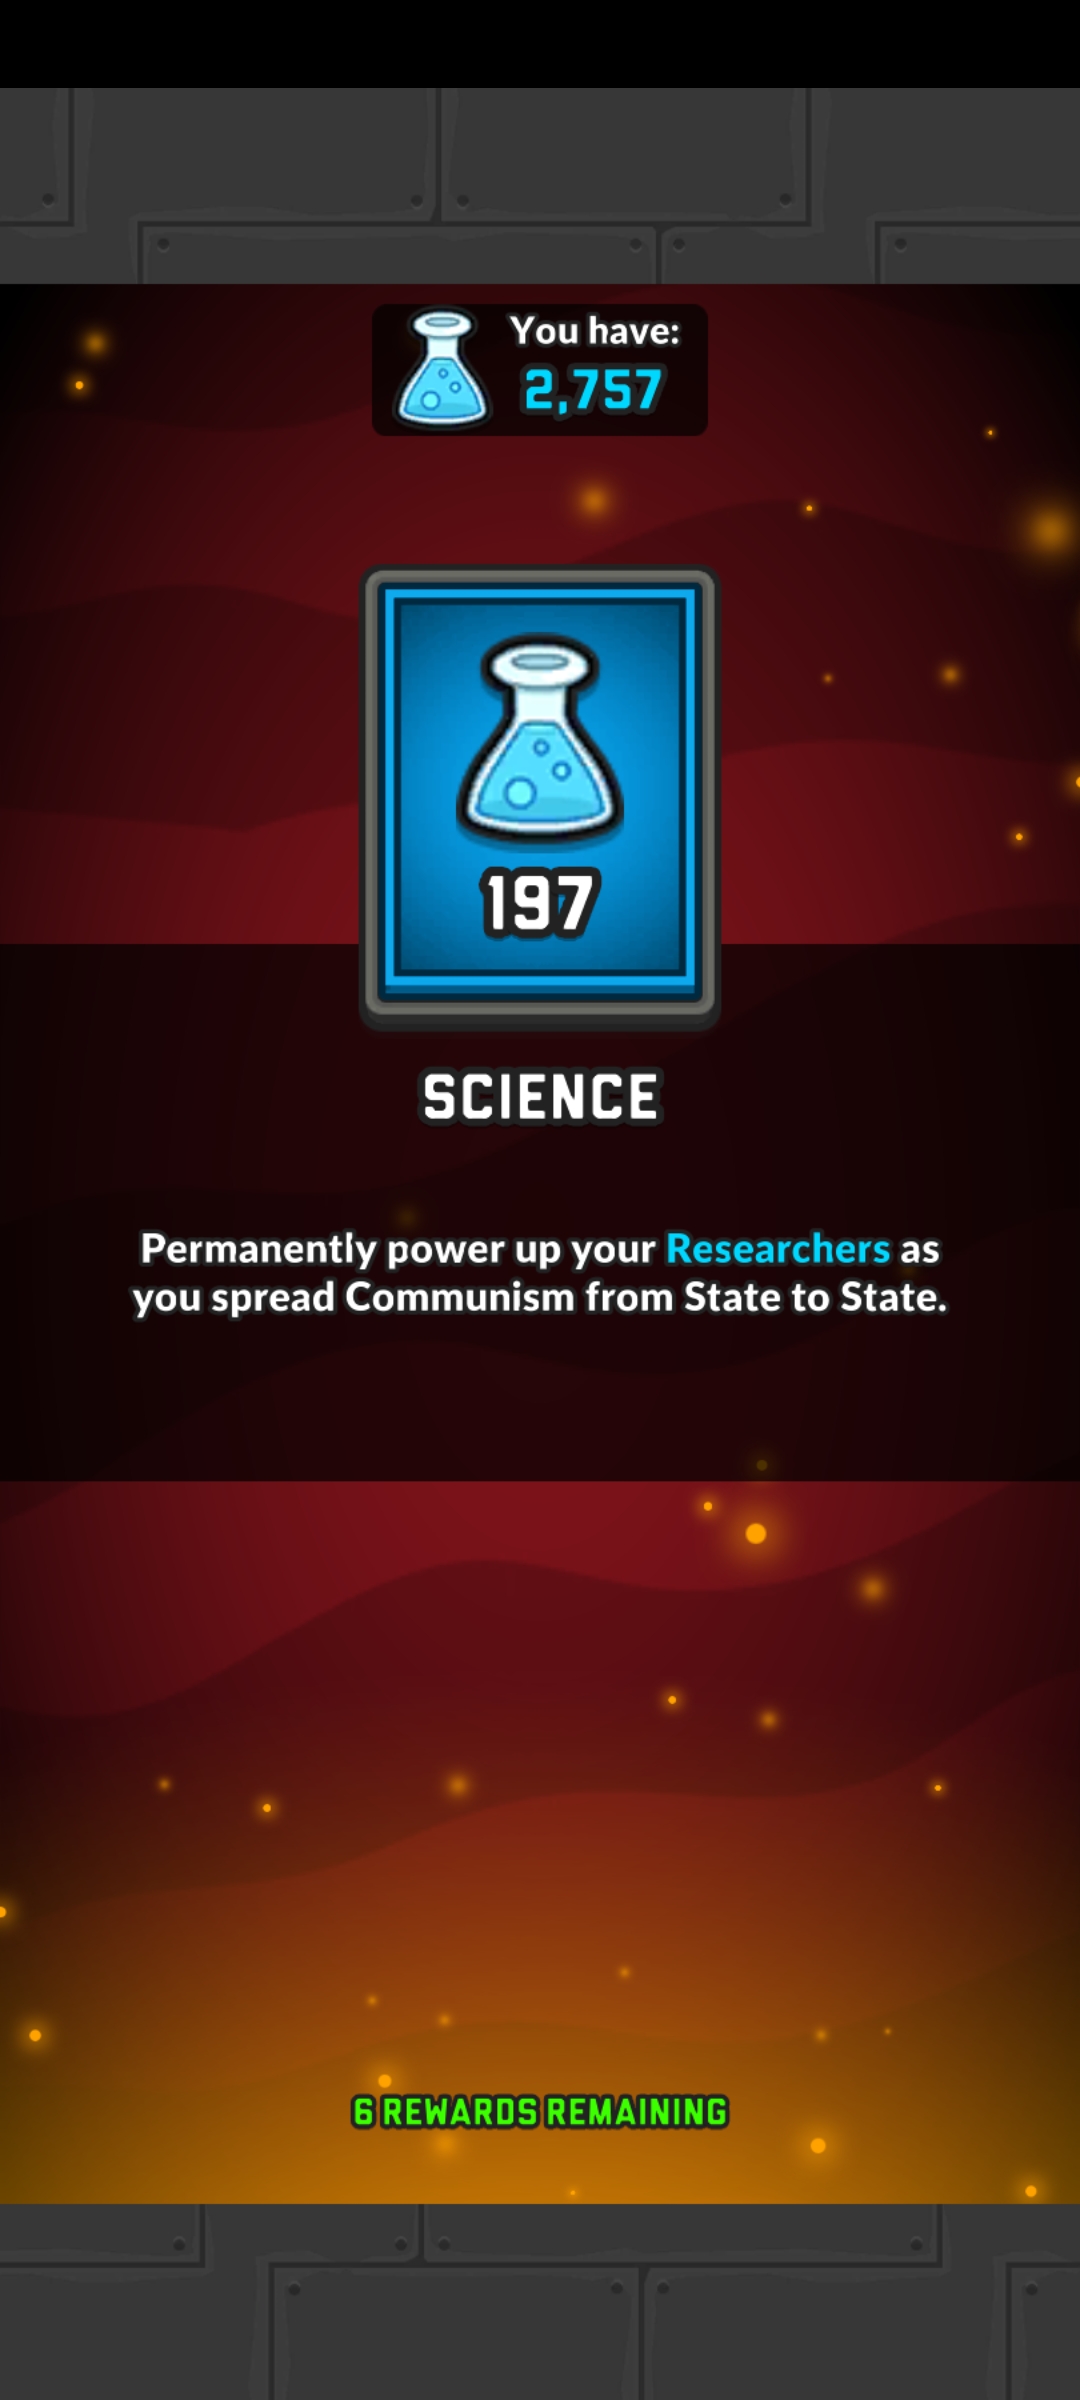 You have:
2,757
197
SCIENCE
Permanently power up your Researchers as
you spread Communism from State to State.
6 REWARDS REMAINING